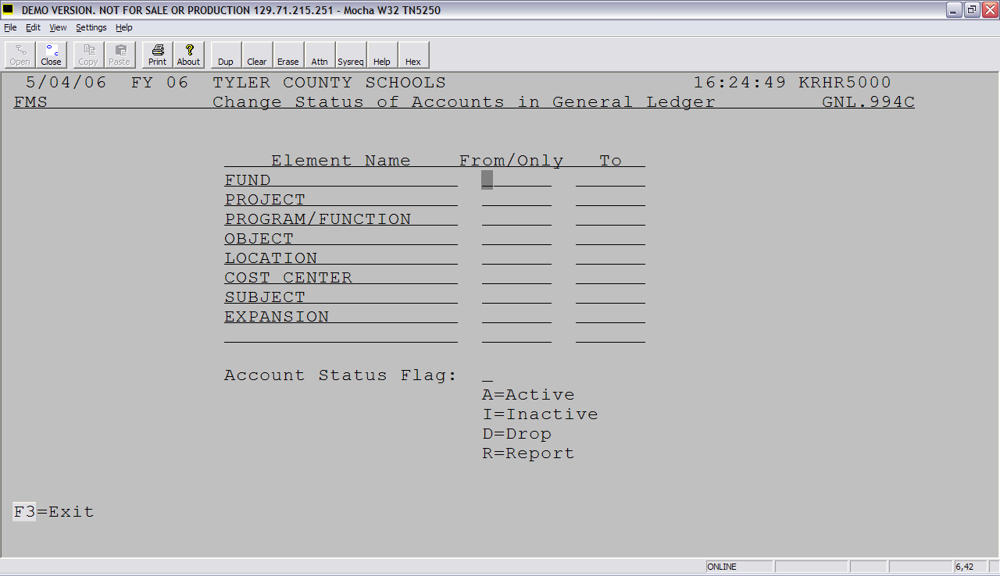 DEMO VERSION. NOT FOR SALE OR PRODUCTION 129.71.215.251 - Mocha W32 TN5250
File Edit View Settings Help
Open Close Copy Paste Print About Dup Clear Erase Attn Sysreq Help Hex
5/04/06 FY 06 TYLER COUNTY SCHOOLS 16:24:49 KRHR5000
FMS Change Status of Accounts in General Ledger GNL.994C
Element Name From/Only To
FUND
PROJECT
PROGRAM/FUNCTION
OBJECT
LOCATION
COST CENTER
SUBJECT
EXPANSION
Account Status Flag: _
A=Active
I=Inactive
D=Drop
R=Report
F3=Exit
ONLINE 6,42